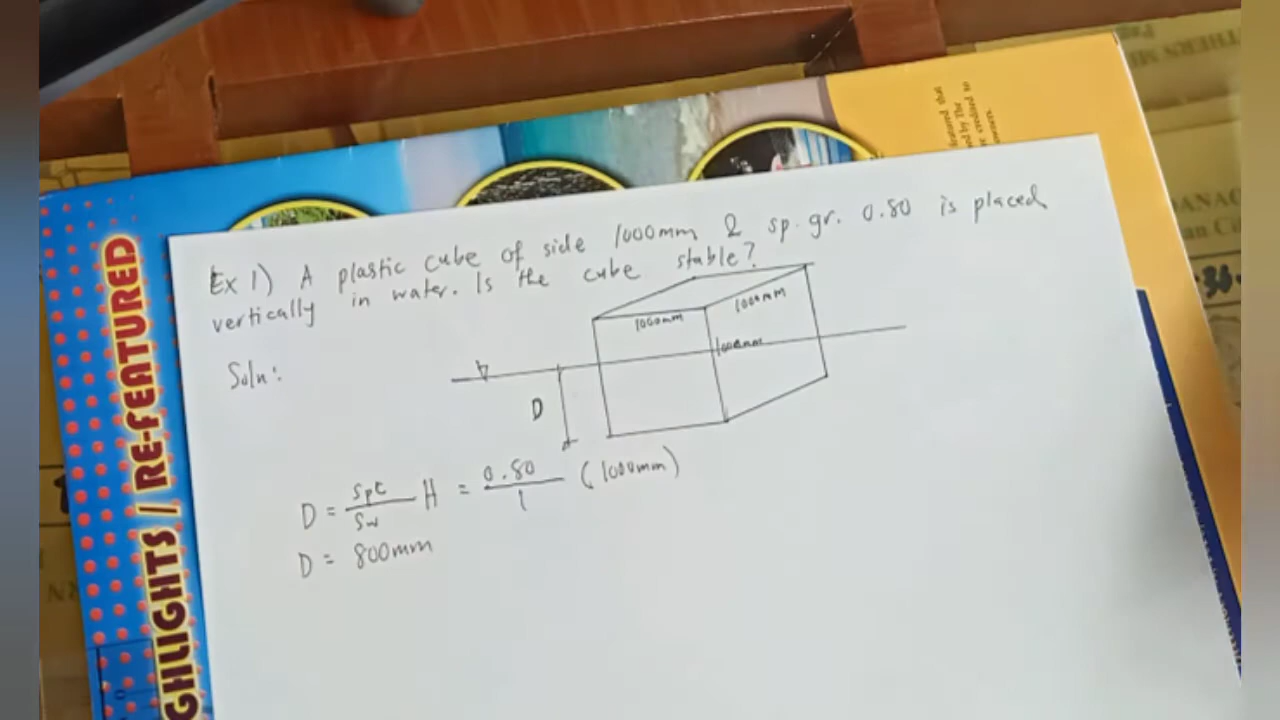 Ex 1) A plastic cube of side 1000mm & sp. gr. 0.80 is placed
vertically in water. Is the cube stable?
Soln:
1000mm
1000mm
1000mm
D
D = Spc/Sw H = 0.80/1 (1000mm)
D = 800mm
GHLIGHTS / RE-FEATURED